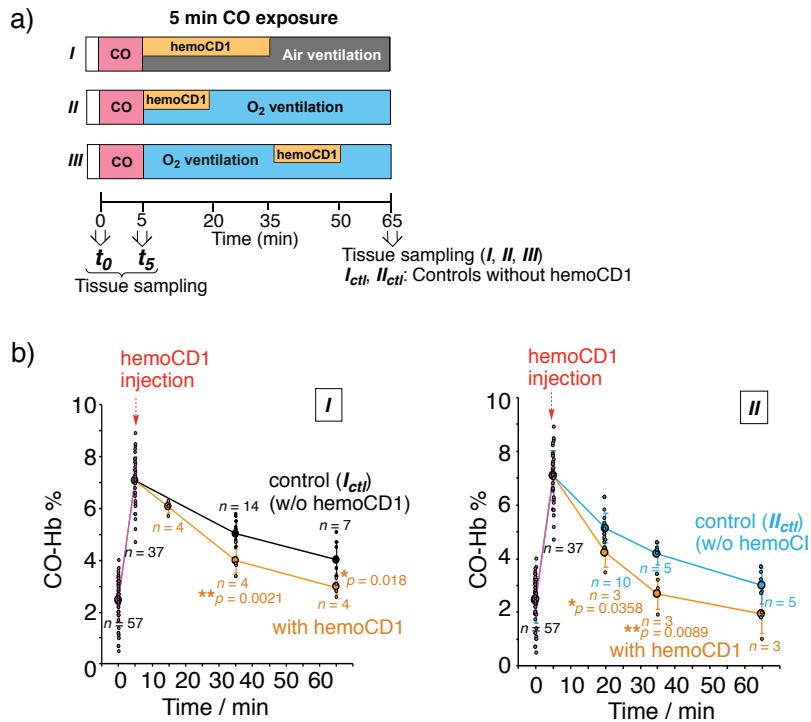 a)
5 min CO exposure
I
CO
hemoCD1
Air ventilation
II
CO
hemoCD1
O2 ventilation
III
CO
O2 ventilation
hemoCD1
0 5 20 35 50 65
Time (min)
t0 t5
Tissue sampling
Tissue sampling (I, II, III)
Ictl, IIctl: Controls without hemoCD1
b)
hemoCD1
injection
I
CO-Hb %
10
8
6
4
2
0
control (Ictl)
(w/o hemoCD1)
n = 14
n = 7
n = 4
n = 37
n = 4
**p = 0.0021
*
p = 0.018
n = 4
n = 57
with hemoCD1
0 10 20 30 40 50 60
Time / min
hemoCD1
injection
II
CO-Hb %
10
8
6
4
2
0
control (IIctl)
(w/o hemoCD
n = 37
n = 10
n = 5
n = 5
n = 3
*p = 0.0358
n = 3
**p = 0.0089
n = 57
with hemoCD1
n = 3
0 10 20 30 40 50 60
Time / min